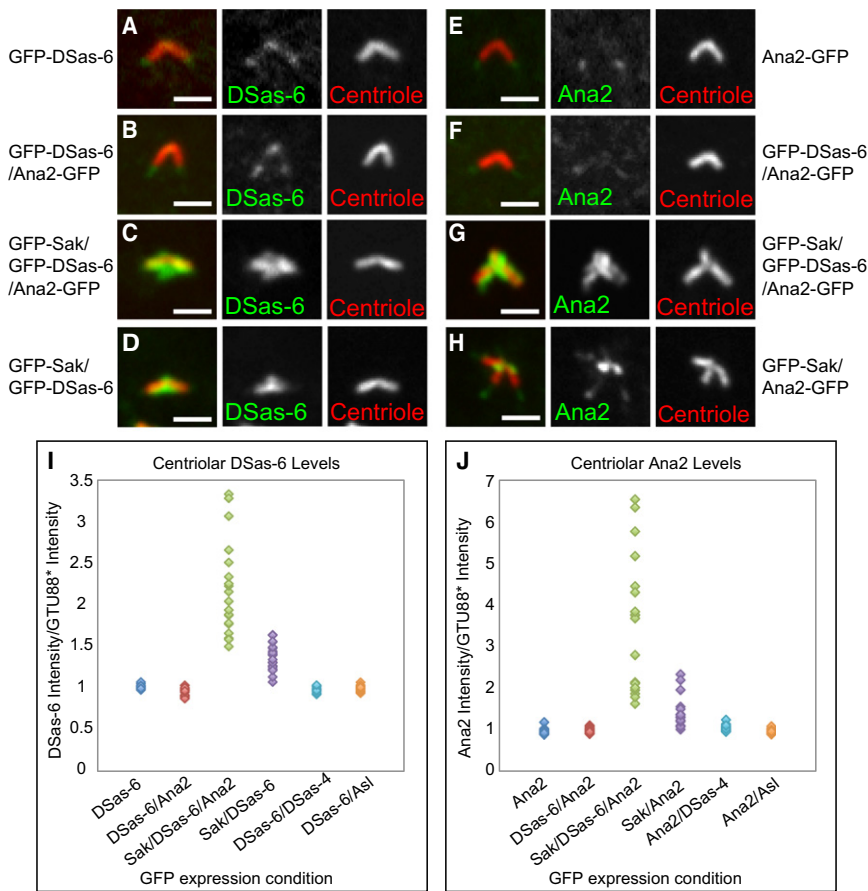 A
GFP-DSas-6
DSas-6
Centriole
E
Ana2
Centriole
Ana2-GFP
B
GFP-DSas-6
/Ana2-GFP
DSas-6
Centriole
F
Ana2
Centriole
GFP-DSas-6
/Ana2-GFP
C
GFP-Sak/
GFP-DSas-6
/Ana2-GFP
DSas-6
Centriole
G
Ana2
Centriole
GFP-Sak/
GFP-DSas-6
/Ana2-GFP
D
GFP-Sak/
GFP-DSas-6
DSas-6
Centriole
H
Ana2
Centriole
GFP-Sak/
Ana2-GFP
I
Centriolar DSas-6 Levels
DSas-6 Intensity/GTU88* Intensity
3.5
3
2.5
2
1.5
1
0.5
0
DSas-6
DSas-6/Ana2
Sak/DSas-6/Ana2
Sak/DSas-6
DSas-6/DSas-4
DSas-6/Asl
GFP expression condition
J
Centriolar Ana2 Levels
Ana2 Intensity/GTU88* Intensity
7
6
5
4
3
2
1
0
Ana2
DSas-6/Ana2
Sak/DSas-6/Ana2
Sak/Ana2
Ana2/DSas-4
Ana2/Asl
GFP expression condition